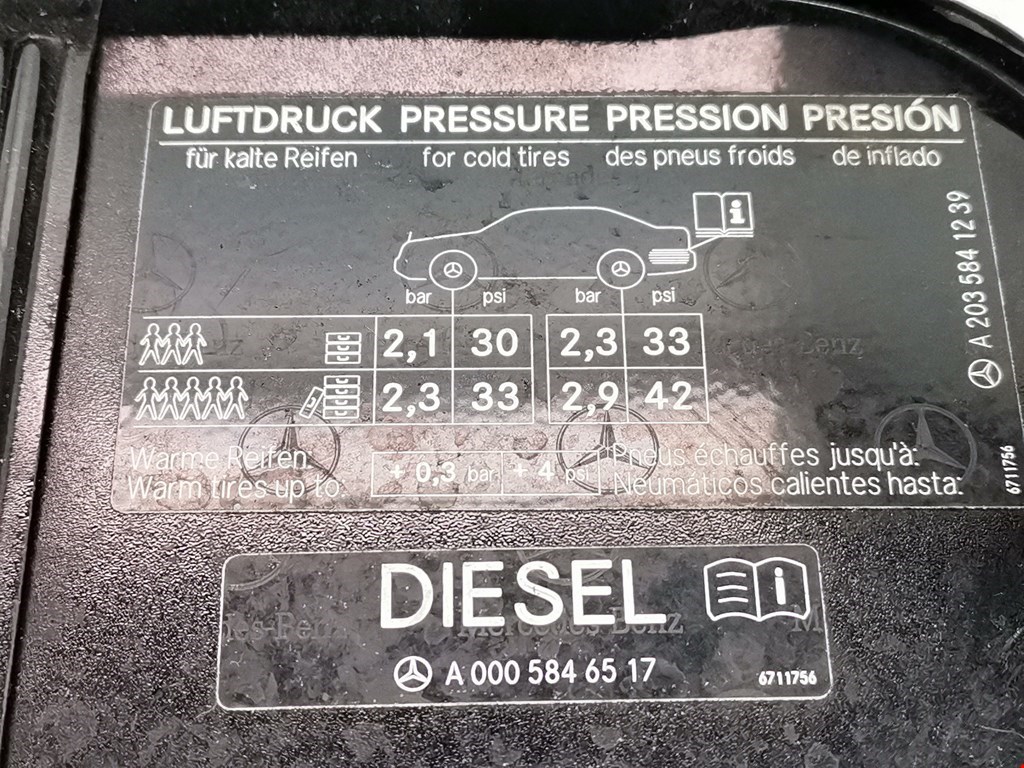 LUFTDRUCK PRESSURE PRESSION PRESIÓN
für kalte Reifen for cold tires des pneus froids de inflado
bar psi bar psi
2,1 30 2,3 33
2,3 33 2,9 42
Warme Reifen: Pneus échauffes jusqu'à:
+ 0,3 bar + 4 psi
Warm tires up to: Neumáticos calientes hasta:
A 203 584 12 39
6711756
DIESEL
Mercedes-Benz
A 000 584 65 17
6711756